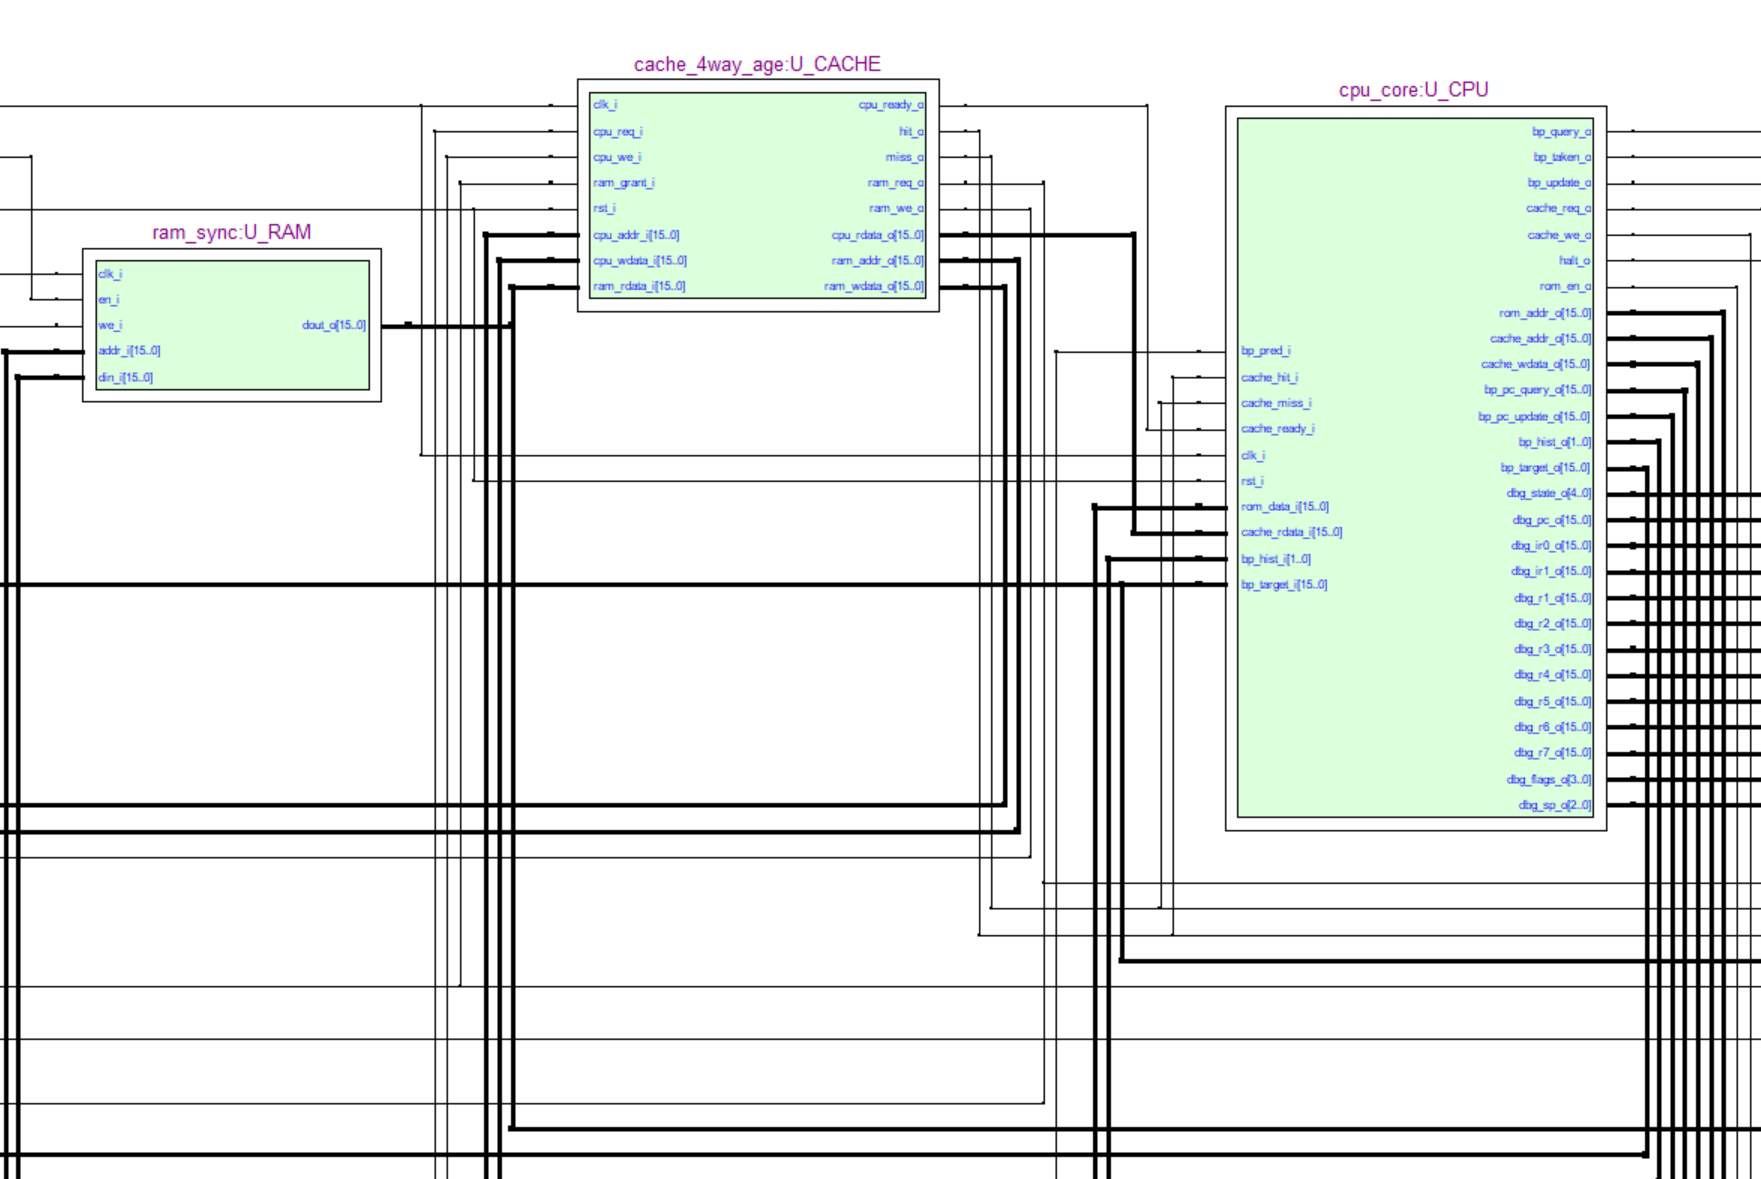 cache_4way_age:U_CACHE
clk_i
cpu_req_i
cpu_we_i
ram_grant_i
rst_i
cpu_addr_i[15..0]
cpu_wdata_i[15..0]
ram_rdata_i[15..0]
cpu_ready_o
hit_o
miss_o
ram_req_o
ram_we_o
cpu_rdata_o[15..0]
ram_addr_o[15..0]
ram_wdata_o[15..0]
cpu_core:U_CPU
bp_pred_i
cache_hit_i
cache_miss_i
cache_ready_i
clk_i
rst_i
rom_data_i[15..0]
cache_rdata_i[15..0]
bp_hist_i[1..0]
bp_target_i[15..0]
bp_query_o
bp_taken_o
bp_update_o
cache_req_o
cache_we_o
halt_o
rom_en_o
rom_addr_o[15..0]
cache_addr_o[15..0]
cache_wdata_o[15..0]
bp_pc_query_o[15..0]
bp_pc_update_o[15..0]
bp_hist_o[1..0]
bp_target_o[15..0]
dbg_state_o[4..0]
dbg_pc_o[15..0]
dbg_ir0_o[15..0]
dbg_ir1_o[15..0]
dbg_r1_o[15..0]
dbg_r2_o[15..0]
dbg_r3_o[15..0]
dbg_r4_o[15..0]
dbg_r5_o[15..0]
dbg_r6_o[15..0]
dbg_r7_o[15..0]
dbg_flags_o[3..0]
dbg_sp_o[2..0]
ram_sync:U_RAM
clk_i
en_i
we_i
addr_i[15..0]
din_i[15..0]
dout_o[15..0]